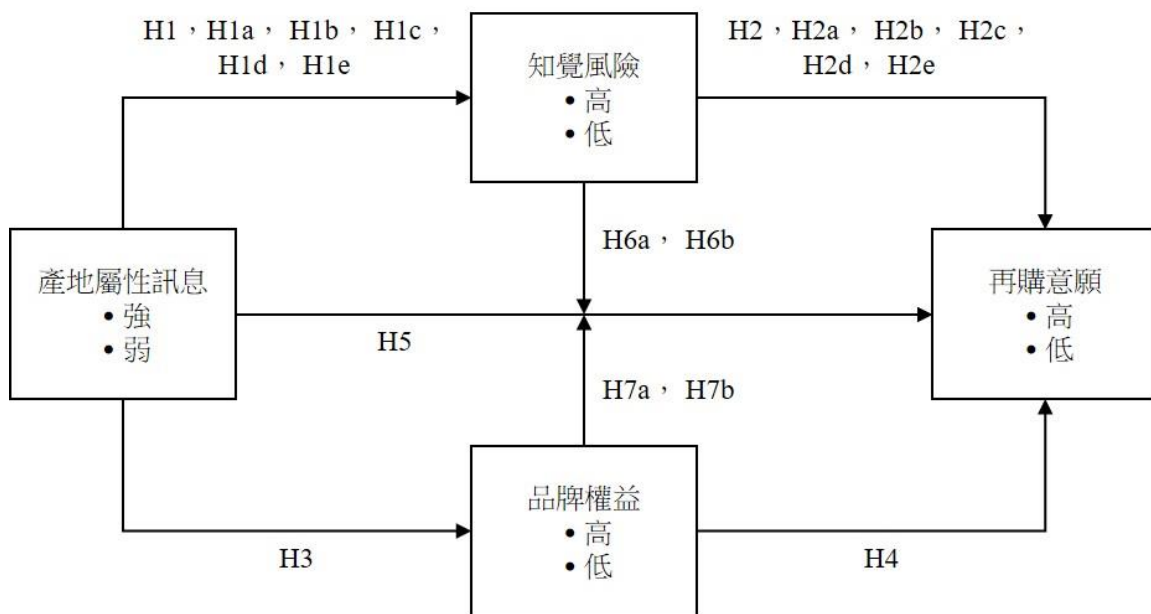 H1，H1a， H1b， H1c，
H1d， H1e
知覺風險
• 高
• 低
H2，H2a， H2b， H2c，
H2d， H2e
產地屬性訊息
• 強
• 弱
H6a， H6b
H5
再購意願
• 高
• 低
H7a， H7b
品牌權益
• 高
• 低
H3
H4